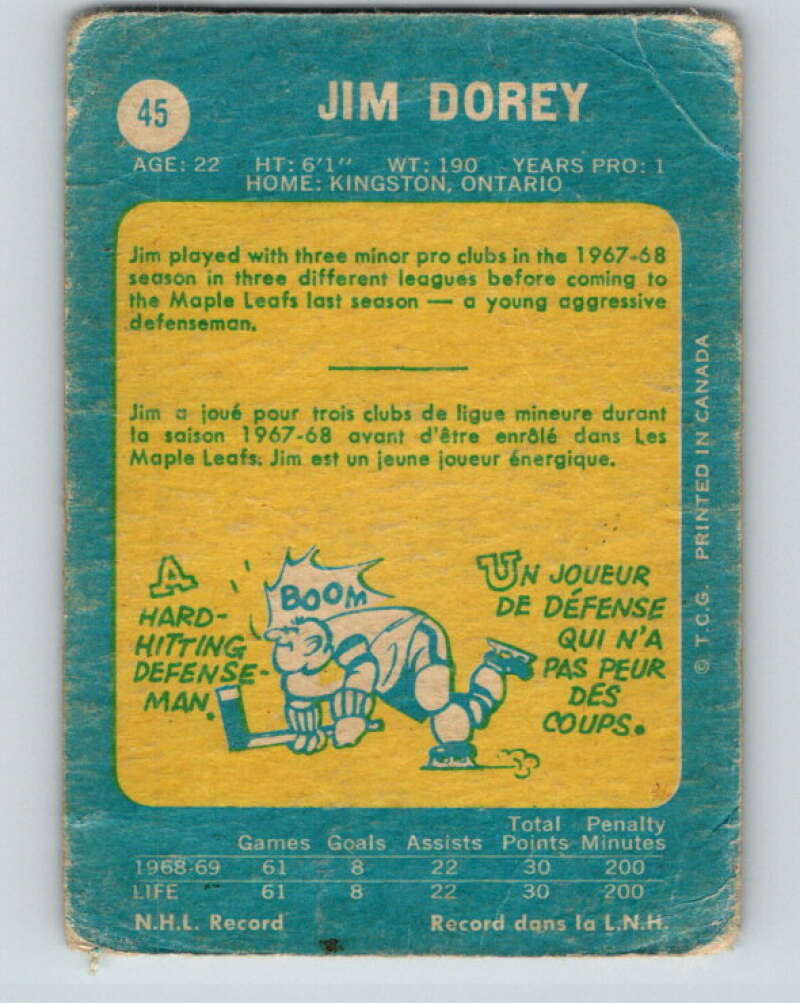 45
JIM DOREY
AGE: 22 HT: 6'1" WT: 190 YEARS PRO: 1
HOME: KINGSTON, ONTARIO
Jim played with three minor pro clubs in the 1967-68
season in three different leagues before coming to
the Maple Leafs last season — a young aggressive
defenseman.
Jim a joué pour trois clubs de ligue mineure durant
la saison 1967-68 avant d'être enrôlé dans Les
Maple Leafs. Jim est un jeune joueur énergique.
A
HARD-
HITTING
DEFENSE-
MAN.
BOOM
UN JOUEUR
DE DÉFENSE
QUI N'A
PAS PEUR
DES
COUPS.
© T.C.G. PRINTED IN CANADA
Games Goals Assists Total Points Penalty Minutes
1968-69 61 8 22 30 200
LIFE 61 8 22 30 200
N.H.L. Record Record dans la L.N.H.